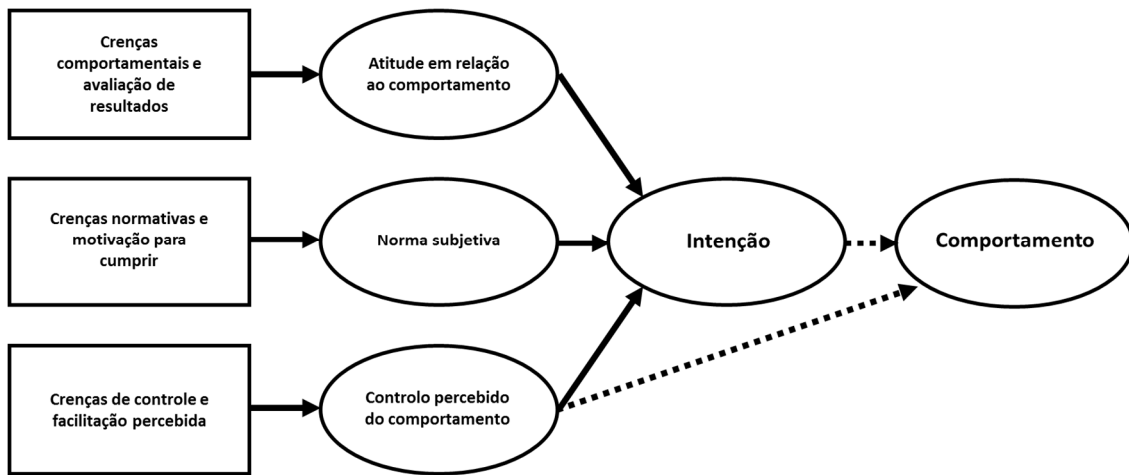 Crenças
comportamentais e
avaliação de
resultados
Atitude em relação
ao comportamento
Crenças normativas e
motivação para
cumprir
Norma subjetiva
Intenção
Comportamento
Crenças de controle e
facilitação percebida
Controlo percebido
do comportamento